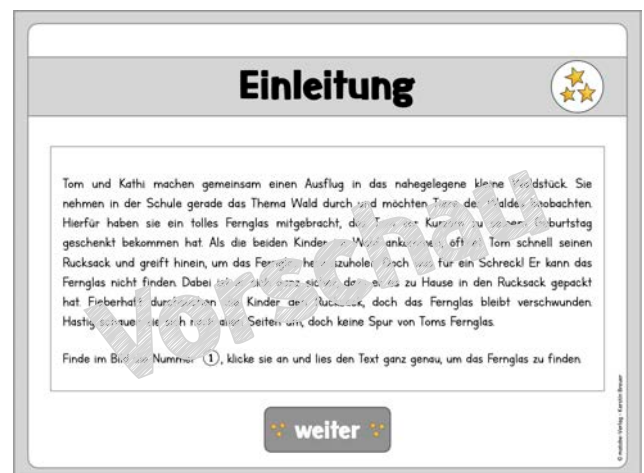 Einleitung
Tom und Kathi machen gemeinsam einen Ausflug in das nahegelegene kleine Waldstück. Sie
nehmen in der Schule gerade das Thema Wald durch und möchten Tiere des Waldes beobachten.
Hierfür haben sie ein tolles Fernglas mitgebracht, das Tom vor Kurzem zu seinem Geburtstag
geschenkt bekommen hat. Als die beiden Kinder im Wald ankommen, öffnet Tom schnell seinen
Rucksack und greift hinein, um das Fernglas herauszuholen. Doch was für ein Schreck! Er kann das
Fernglas nicht finden. Dabei ist er sich ganz sicher, dass er es zu Hause in den Rucksack gepackt
hat. Fieberhaft durchsuchen die Kinder den Rucksack, doch das Fernglas bleibt verschwunden.
Hastig schauen sie sich nach allen Seiten um, doch keine Spur von Toms Fernglas.
Finde im Bild die Nummer 1, klicke sie an und lies den Text ganz genau, um das Fernglas zu finden.
weiter
Vorschau
© matobe-Verlag · Kerstin Breuer